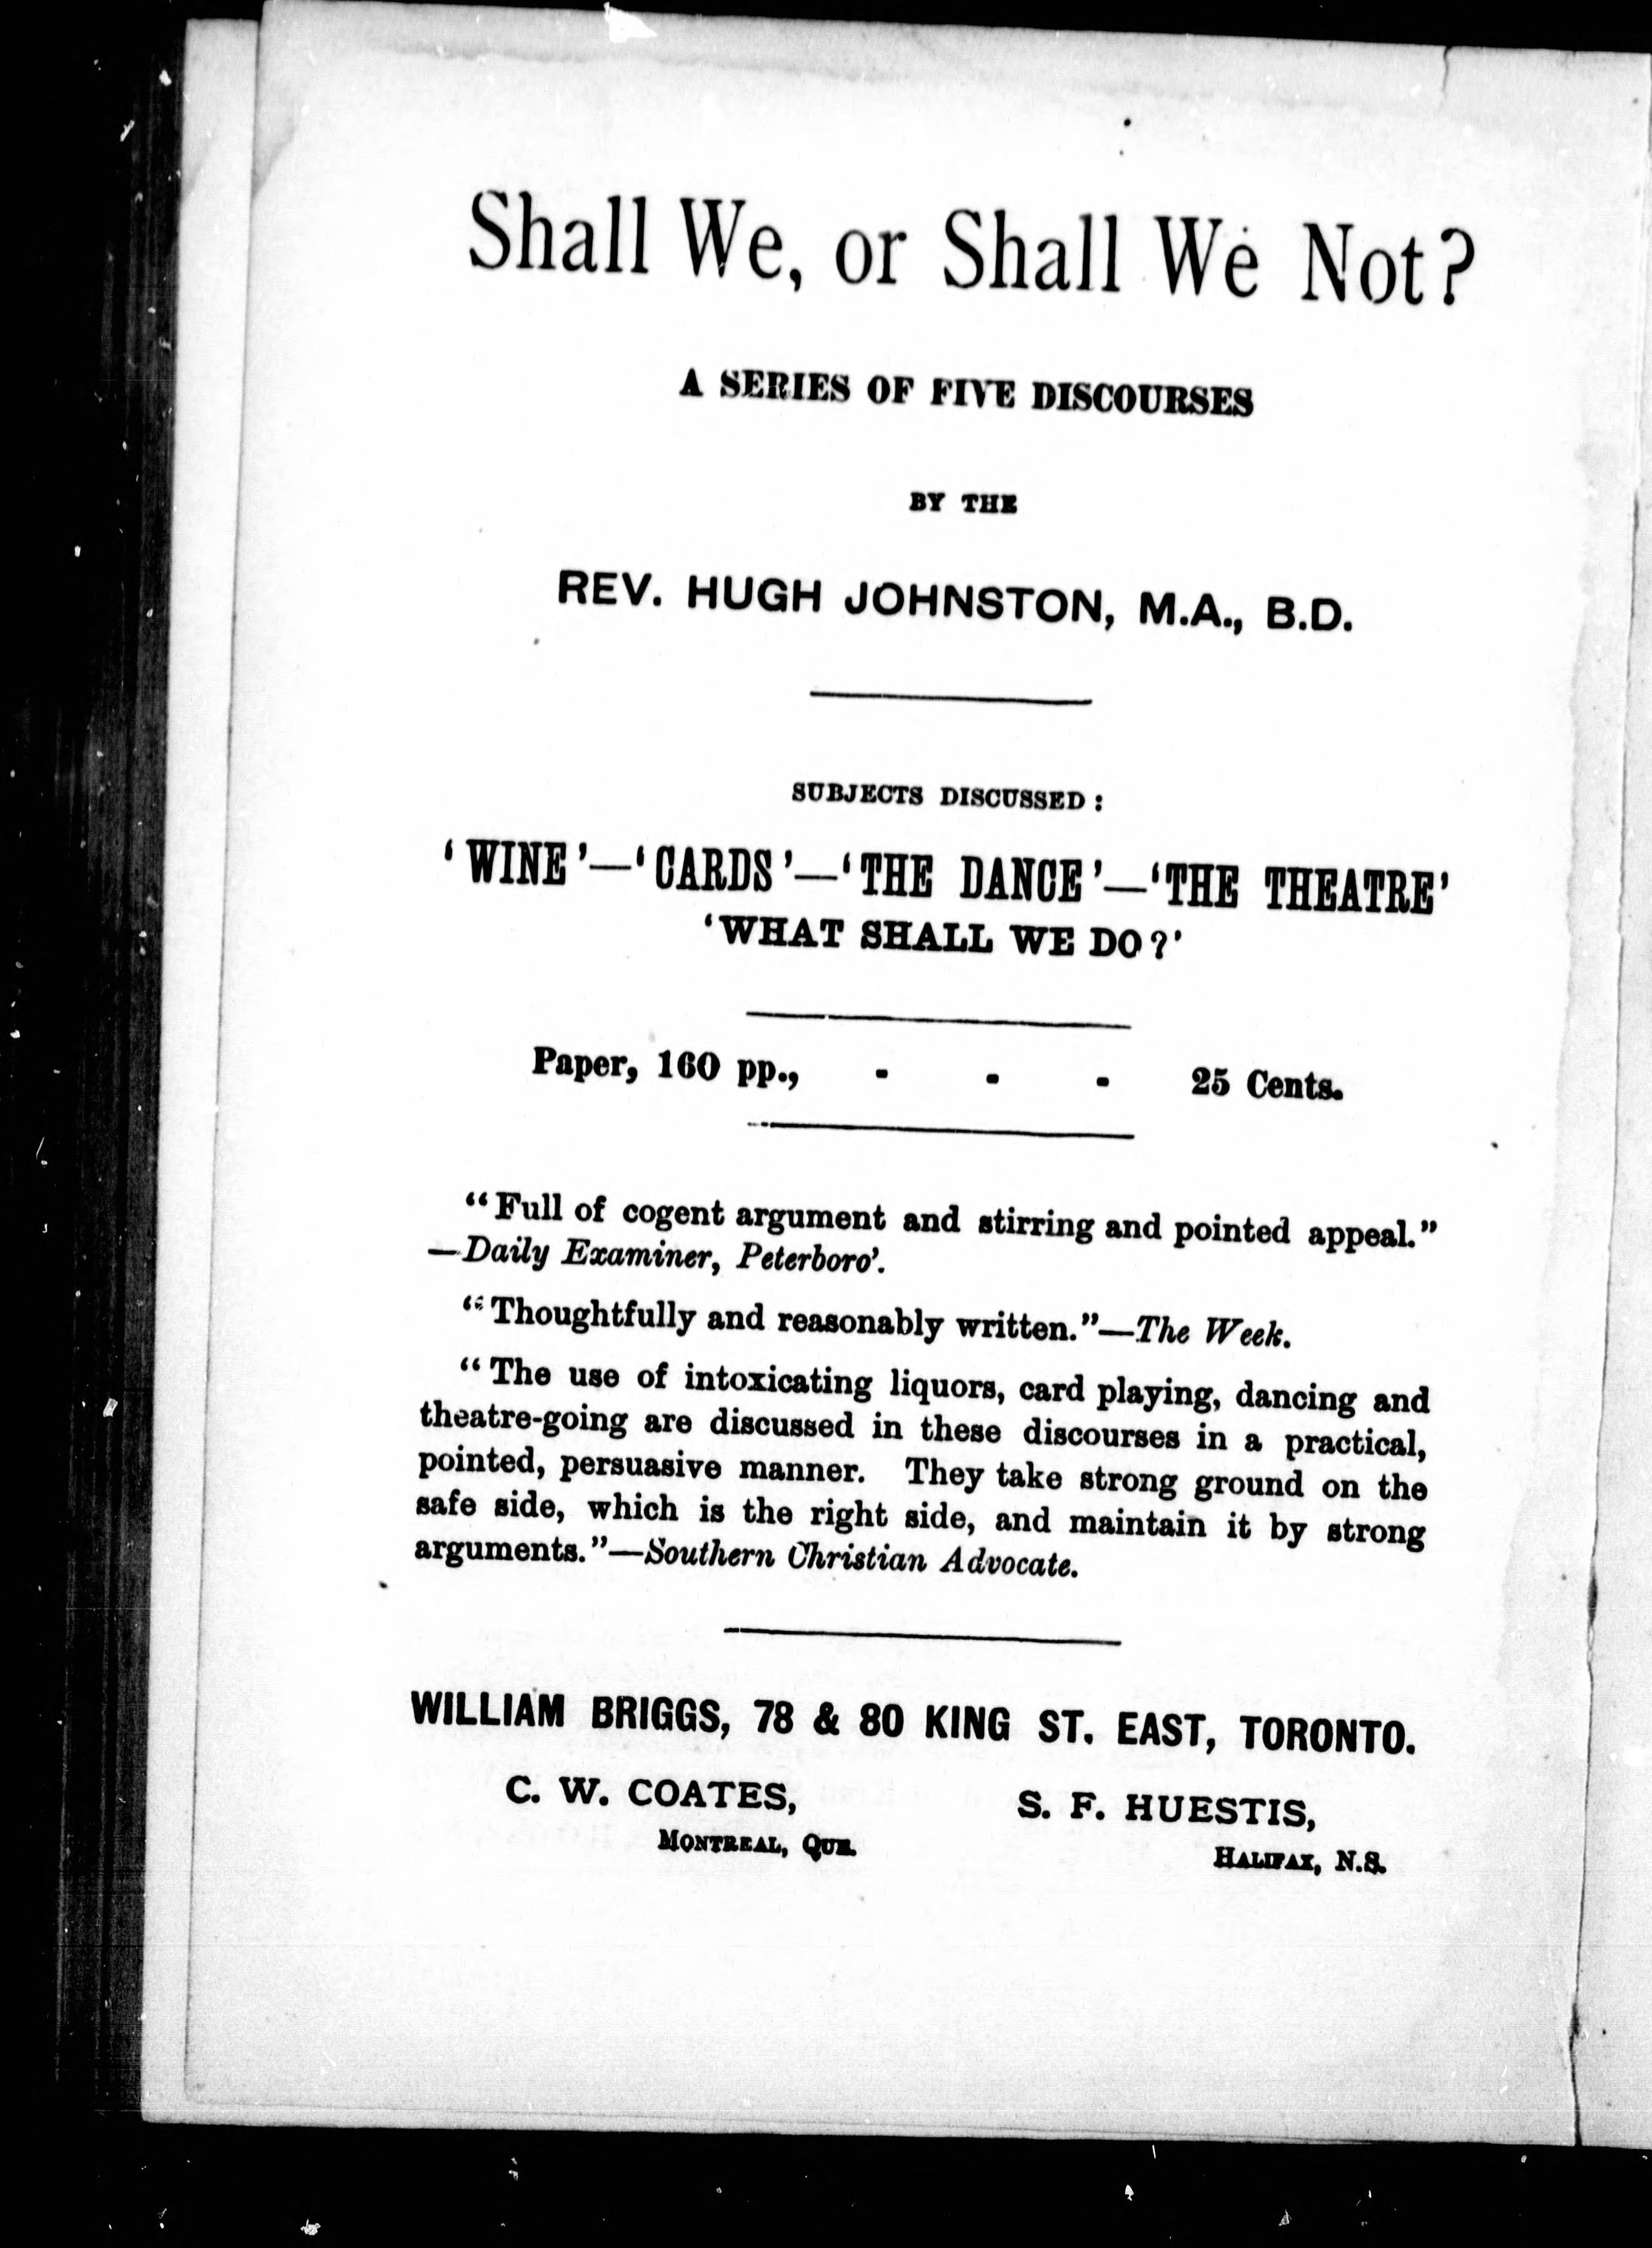 Shall We, or Shall We Not?
A SERIES OF FIVE DISCOURSES
BY THE
REV. HUGH JOHNSTON, M.A., B.D.
SUBJECTS DISCUSSED:
'WINE'—'CARDS'—'THE DANCE'—'THE THEATRE'
'WHAT SHALL WE DO?'
Paper, 160 pp., - - - 25 Cents.
"Full of cogent argument and stirring and pointed appeal."
—Daily Examiner, Peterboro'.
"Thoughtfully and reasonably written."—The Week.
"The use of intoxicating liquors, card playing, dancing and
theatre-going are discussed in these discourses in a practical,
pointed, persuasive manner. They take strong ground on the
safe side, which is the right side, and maintain it by strong
arguments."—Southern Christian Advocate.
WILLIAM BRIGGS, 78 & 80 KING ST. EAST, TORONTO.
C. W. COATES, S. F. HUESTIS,
MONTREAL, QUE. HALIFAX, N.S.